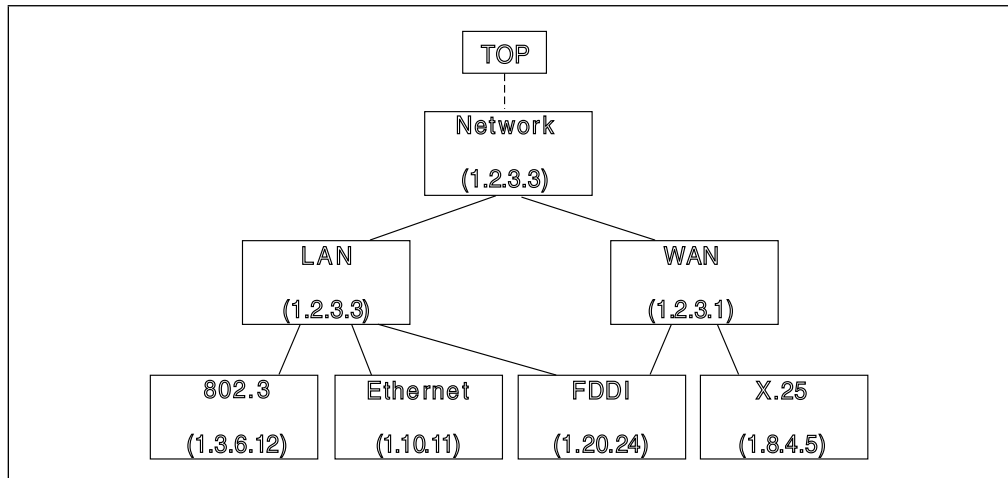 TOP
Network
(1.2.3.3)
LAN
(1.2.3.3)
WAN
(1.2.3.1)
802.3
(1.3.6.12)
Ethernet
(1.10.11)
FDDI
(1.20.24)
X.25
(1.8.4.5)